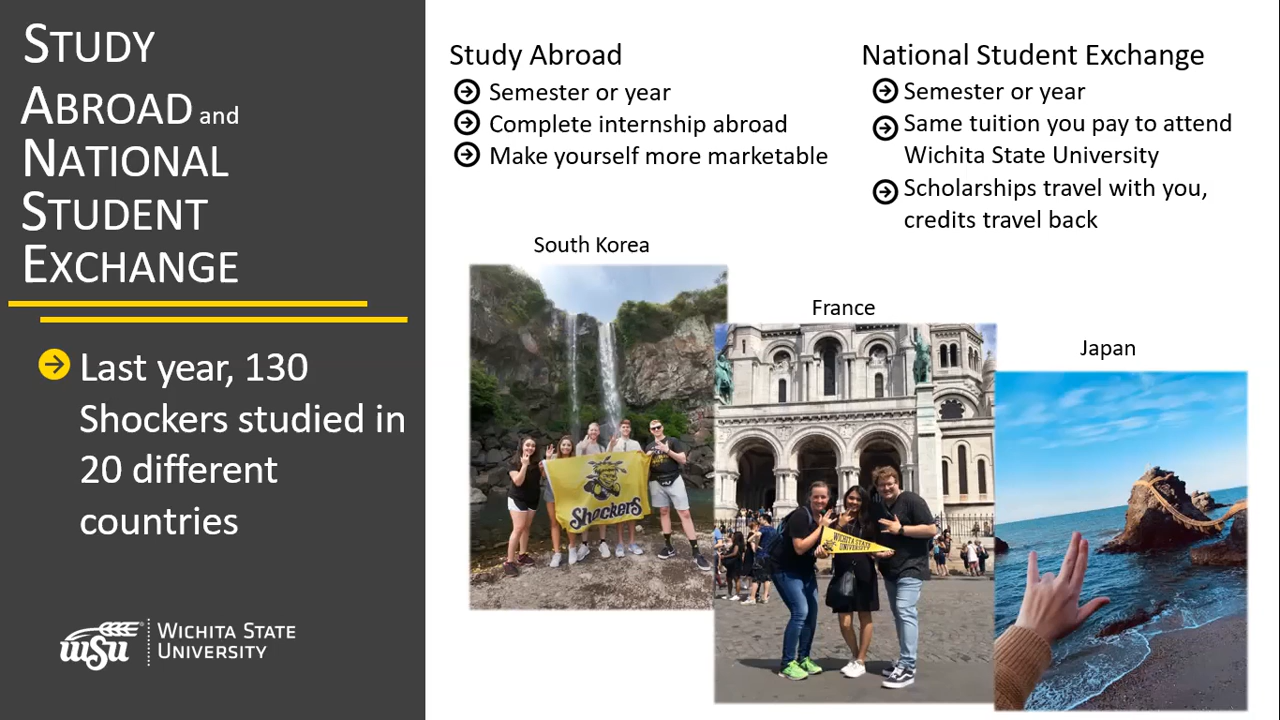 STUDY
ABROAD and
NATIONAL
STUDENT
EXCHANGE
Last year, 130
Shockers studied in
20 different
countries
wsu
WICHITA STATE
UNIVERSITY
Study Abroad
Semester or year
Complete internship abroad
Make yourself more marketable
National Student Exchange
Semester or year
Same tuition you pay to attend
Wichita State University
Scholarships travel with you,
credits travel back
South Korea
Shockers
France
WICHITA STATE
UNIVERSITY
Japan